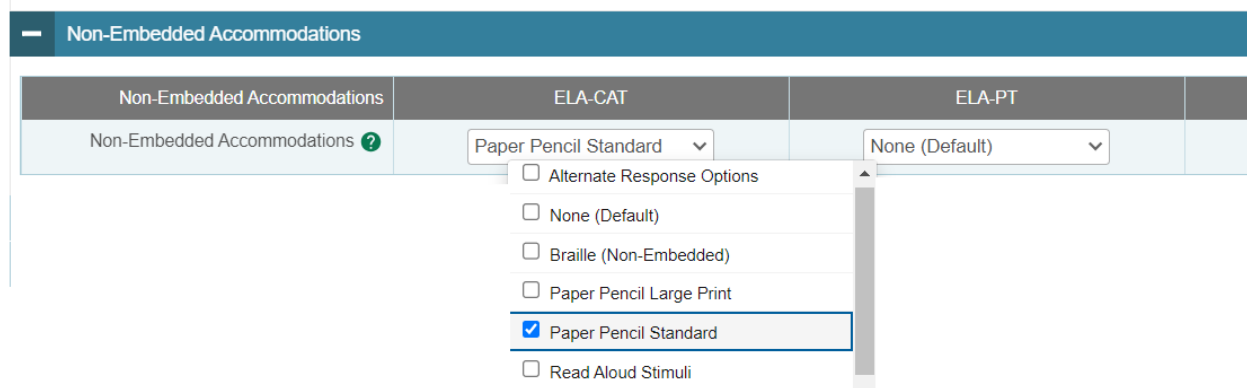 Non-Embedded Accommodations
Non-Embedded Accommodations ELA-CAT ELA-PT
Non-Embedded Accommodations ? Paper Pencil Standard None (Default)
Alternate Response Options
None (Default)
Braille (Non-Embedded)
Paper Pencil Large Print
Paper Pencil Standard
Read Aloud Stimuli